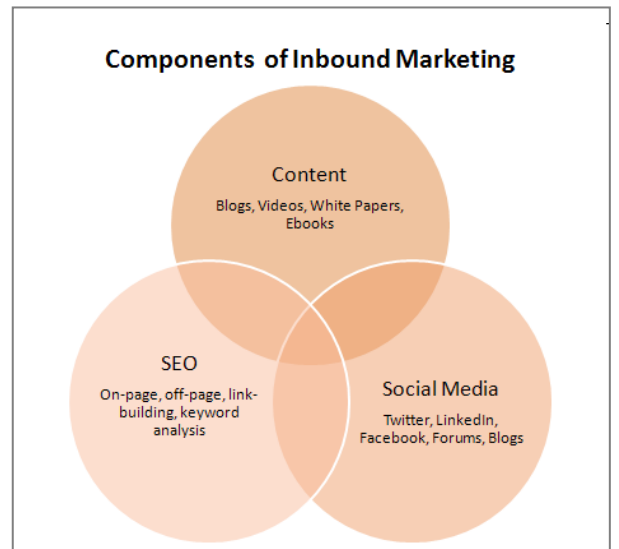 Components of Inbound Marketing
Content
Blogs, Videos, White Papers,
Ebooks
SEO
On-page, off-page, link-
building, keyword
analysis
Social Media
Twitter, LinkedIn,
Facebook, Forums, Blogs